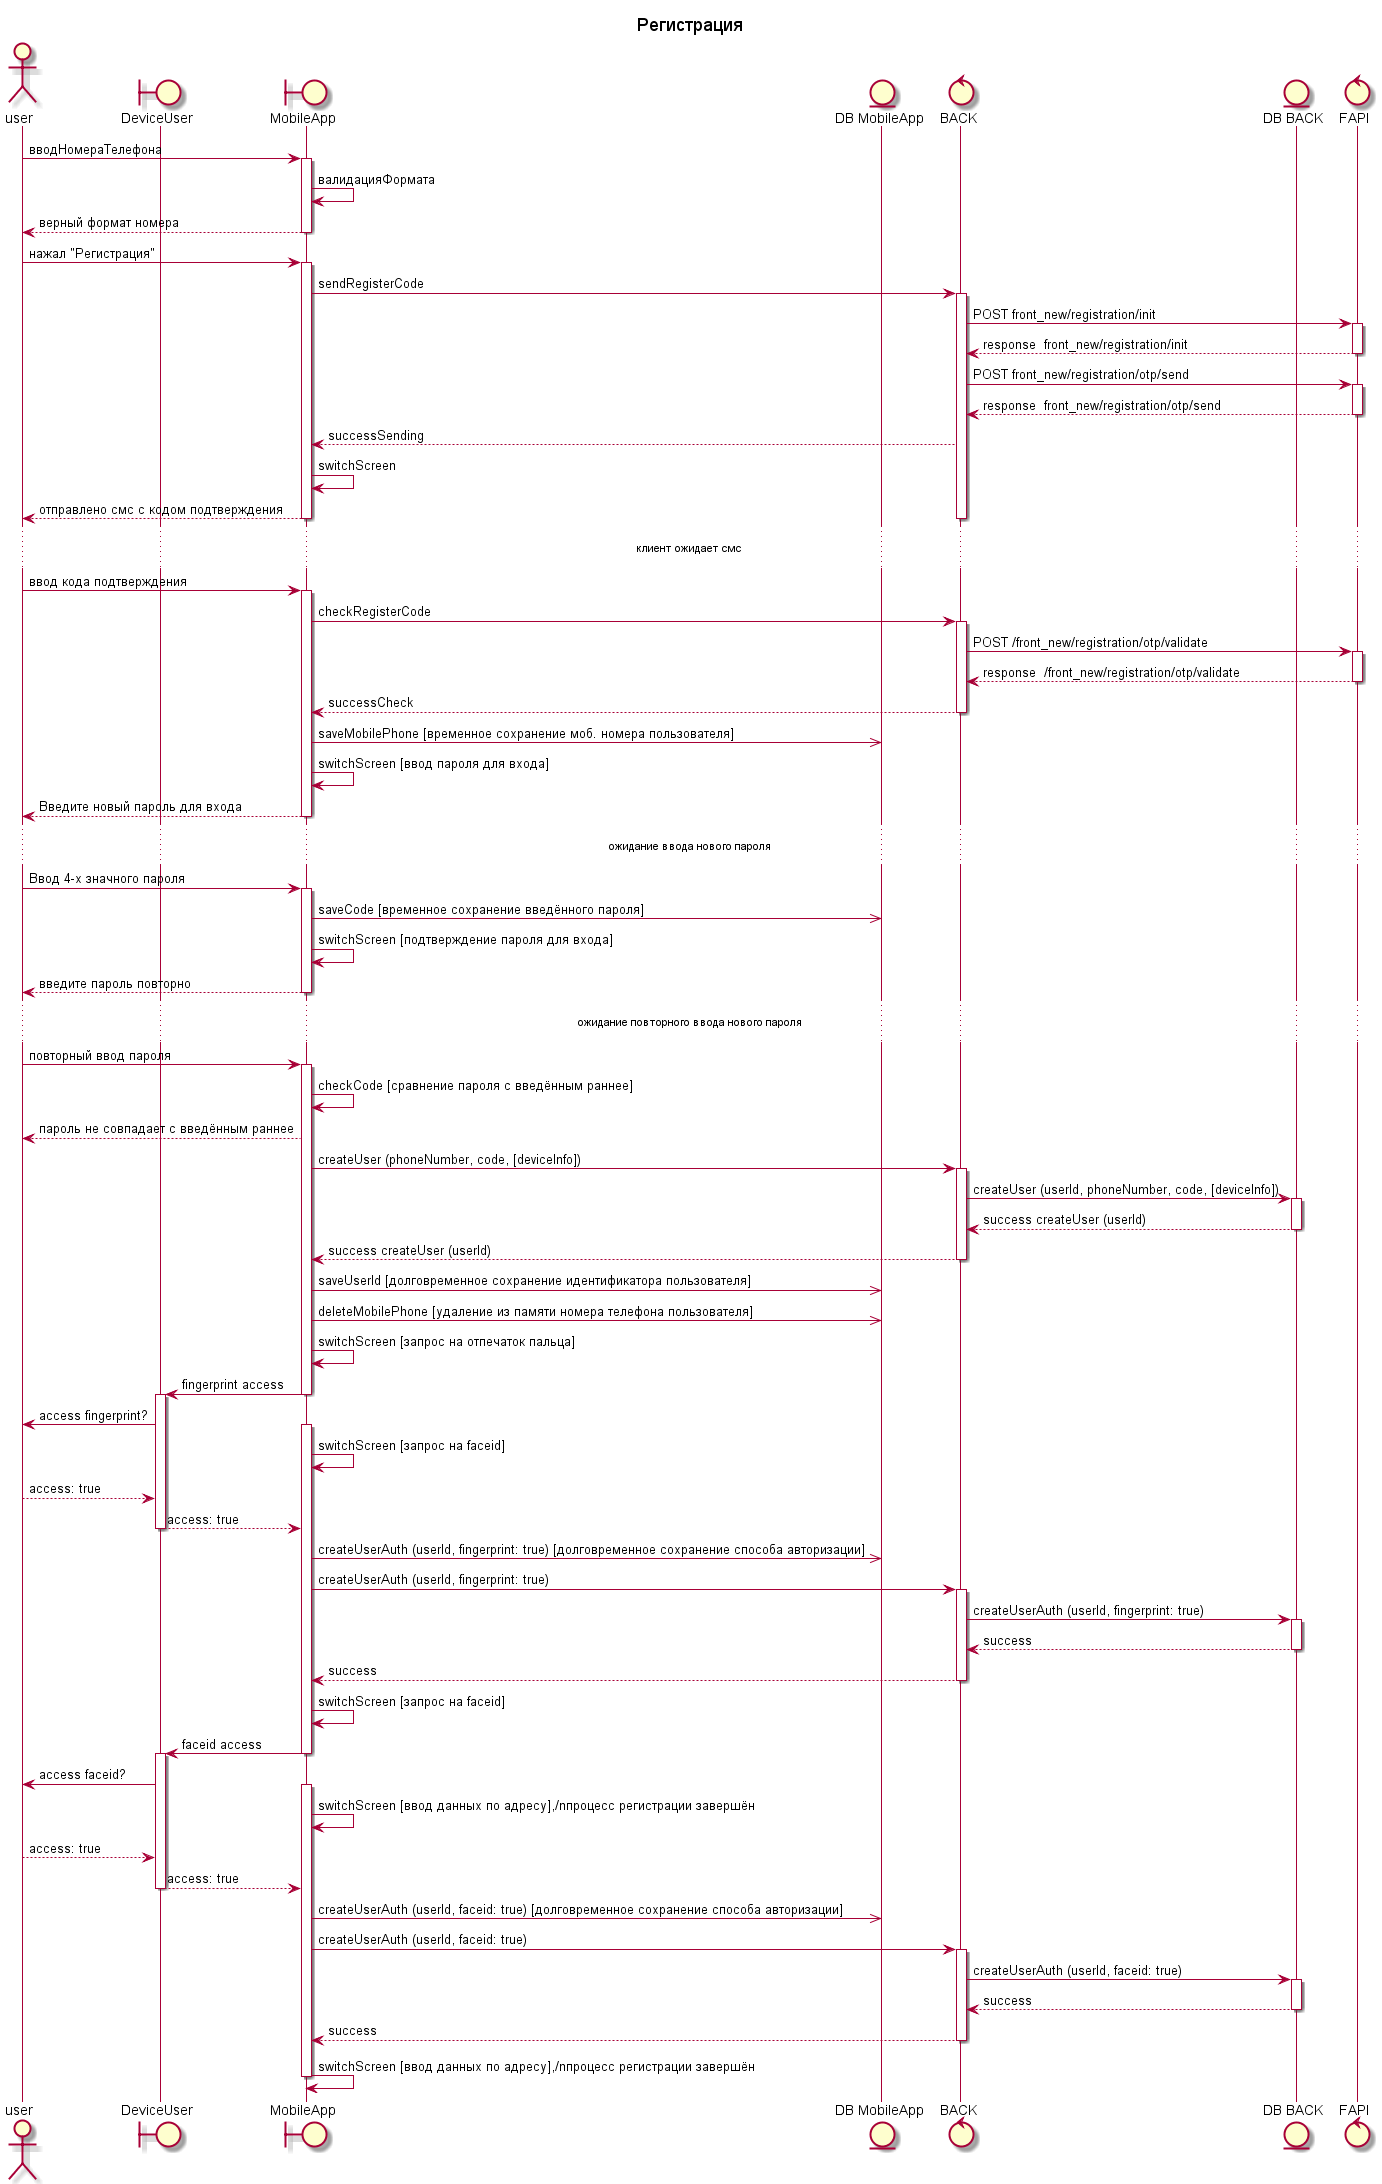 Регистрация
user
DeviceUser
MobileApp
DB MobileApp
BACK
DB BACK
FAPI
вводНомераТелефона
валидацияФормата
верный формат номера
нажал "Регистрация"
sendRegisterCode
POST front_new/registration/init
response  front_new/registration/init
POST front_new/registration/otp/send
response  front_new/registration/otp/send
successSending
switchScreen
отправлено смс с кодом подтверждения
клиент ожидает смс
ввод кода подтверждения
checkRegisterCode
POST /front_new/registration/otp/validate
response  /front_new/registration/otp/validate
successCheck
saveMobilePhone [временное сохранение моб. номера пользователя]
switchScreen [ввод пароля для входа]
Введите новый пароль для входа
ожидание ввода нового пароля
Ввод 4-х значного пароля
saveCode [временное сохранение введённого пароля]
switchScreen [подтверждение пароля для входа]
введите пароль повторно
ожидание повторного ввода нового пароля
повторный ввод пароля
checkCode [сравнение пароля с введённым раннее]
пароль не совпадает с введённым раннее
createUser (phoneNumber, code, [deviceInfo])
createUser (userId, phoneNumber, code, [deviceInfo])
success createUser (userId)
success createUser (userId)
saveUserId [долговременное сохранение идентификатора пользователя]
deleteMobilePhone [удаление из памяти номера телефона пользователя]
switchScreen [запрос на отпечаток пальца]
fingerprint access
access fingerprint?
switchScreen [запрос на faceid]
access: true
access: true
createUserAuth (userId, fingerprint: true) [долговременное сохранение способа авторизации]
createUserAuth (userId, fingerprint: true)
createUserAuth (userId, fingerprint: true)
success
success
switchScreen [запрос на faceid]
faceid access
access faceid?
switchScreen [ввод данных по адресу],/nпроцесс регистрации завершён
access: true
access: true
createUserAuth (userId, faceid: true) [долговременное сохранение способа авторизации]
createUserAuth (userId, faceid: true)
createUserAuth (userId, faceid: true)
success
success
switchScreen [ввод данных по адресу],/nпроцесс регистрации завершён
user
DeviceUser
MobileApp
DB MobileApp
BACK
DB BACK
FAPI